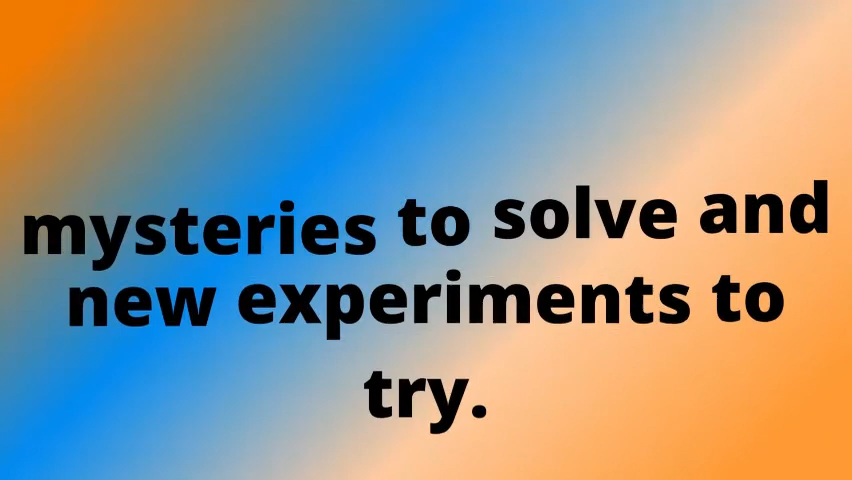 mysteries to solve and
new experiments to
try.